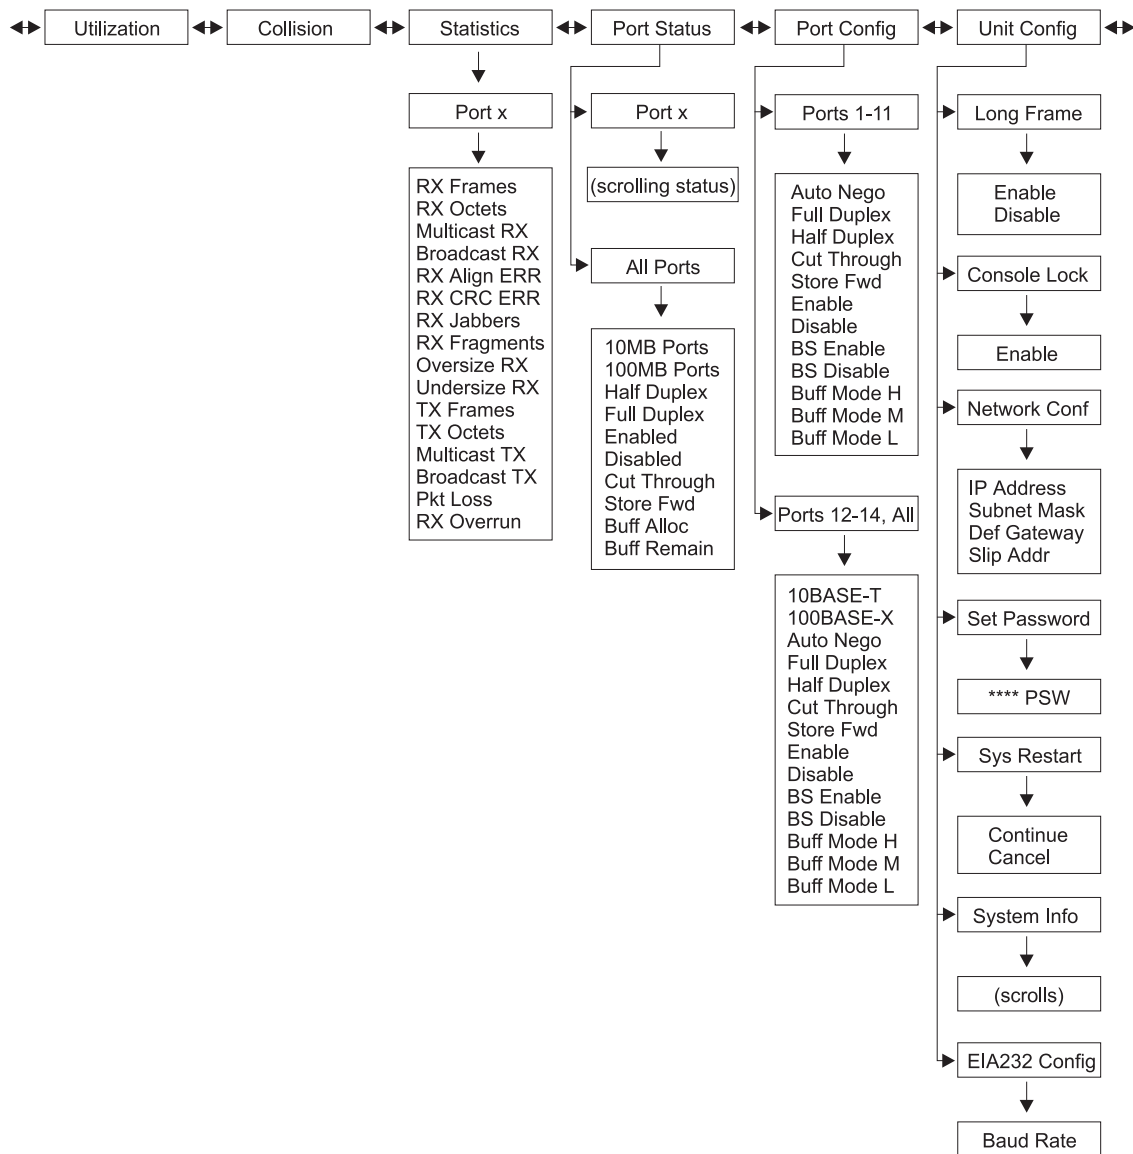 Utilization
Collision
Statistics
Port Status
Port Config
Unit Config
Port x
RX Frames
RX Octets
Multicast RX
Broadcast RX
RX Align ERR
RX CRC ERR
RX Jabbers
RX Fragments
Oversize RX
Undersize RX
TX Frames
TX Octets
Multicast TX
Broadcast TX
Pkt Loss
RX Overrun
Port x
(scrolling status)
All Ports
10MB Ports
100MB Ports
Half Duplex
Full Duplex
Enabled
Disabled
Cut Through
Store Fwd
Buff Alloc
Buff Remain
Ports 1-11
Auto Nego
Full Duplex
Half Duplex
Cut Through
Store Fwd
Enable
Disable
BS Enable
BS Disable
Buff Mode H
Buff Mode M
Buff Mode L
Ports 12-14, All
10BASE-T
100BASE-X
Auto Nego
Full Duplex
Half Duplex
Cut Through
Store Fwd
Enable
Disable
BS Enable
BS Disable
Buff Mode H
Buff Mode M
Buff Mode L
Long Frame
Enable
Disable
Console Lock
Enable
Network Conf
IP Address
Subnet Mask
Def Gateway
Slip Addr
Set Password
**** PSW
Sys Restart
Continue
Cancel
System Info
(scrolls)
EIA232 Config
Baud Rate